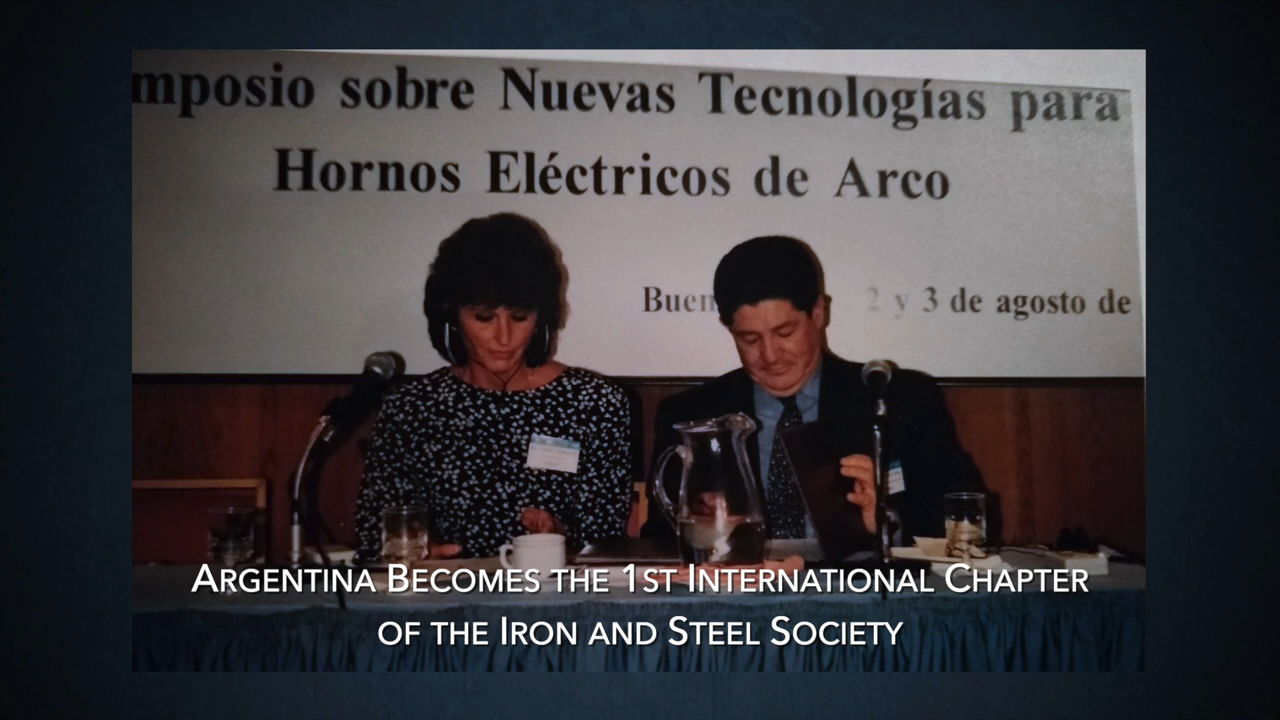 mposio sobre Nuevas Tecnologías para
Hornos Eléctricos de Arco
Buen 2 y 3 de agosto de
ARGENTINA BECOMES THE 1ST INTERNATIONAL CHAPTER
OF THE IRON AND STEEL SOCIETY